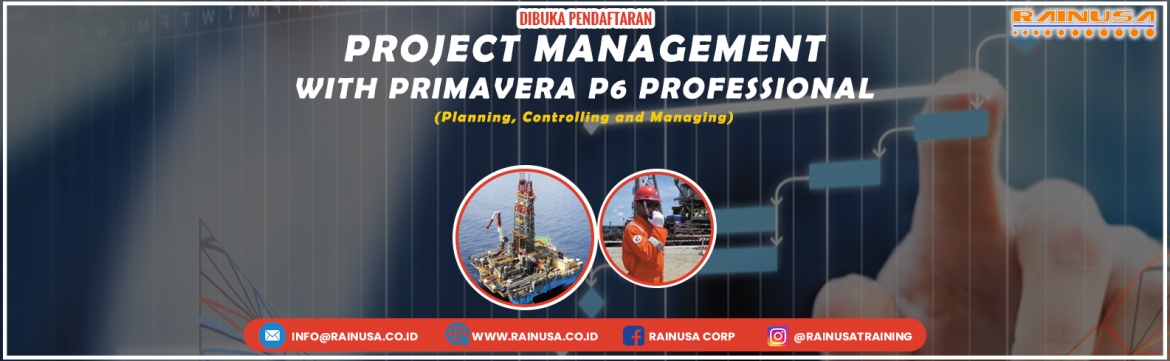 DIBUKA PENDAFTARAN
RAINUSA
PROJECT MANAGEMENT
WITH PRIMAVERA P6 PROFESSIONAL
(Planning, Controlling and Managing)
INFO@RAINUSA.CO.ID
WWW.RAINUSA.CO.ID
RAINUSA CORP
@RAINUSATRAINING